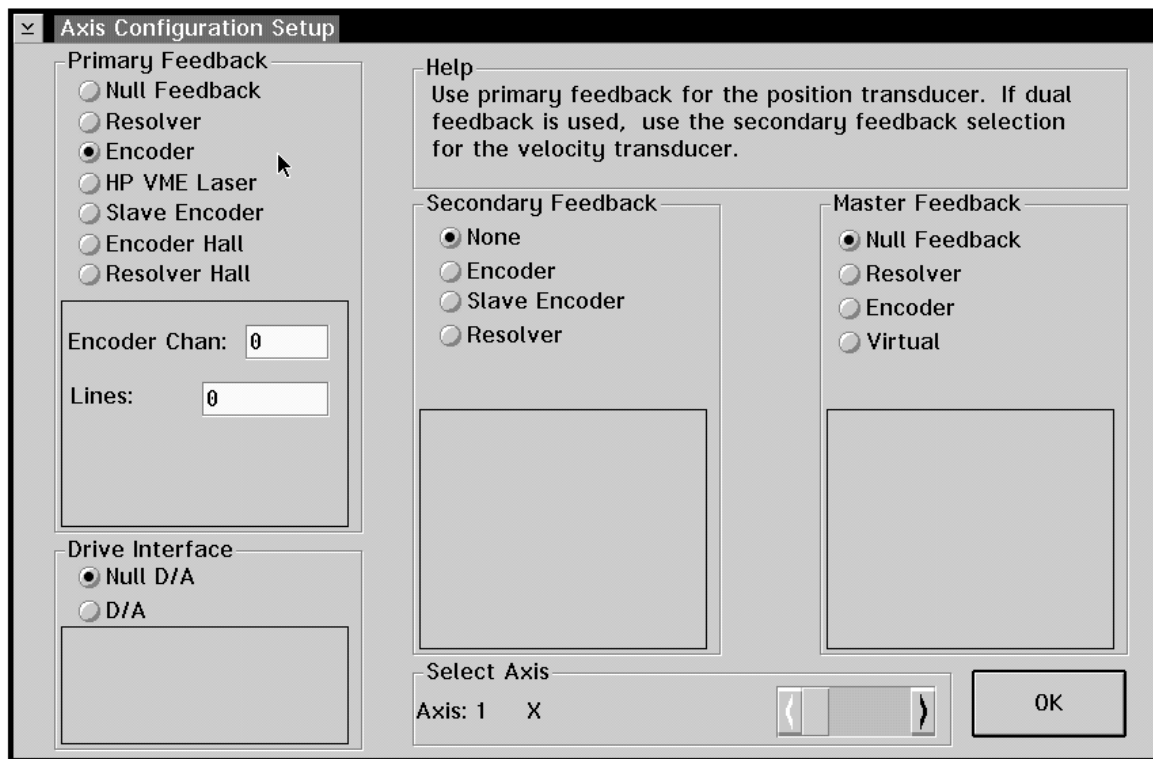 Axis Configuration Setup
Primary Feedback
Null Feedback
Resolver
Encoder
HP VME Laser
Slave Encoder
Encoder Hall
Resolver Hall
Encoder Chan: 0
Lines: 0
Drive Interface
Null D/A
D/A
Help
Use primary feedback for the position transducer. If dual
feedback is used, use the secondary feedback selection
for the velocity transducer.
Secondary Feedback
None
Encoder
Slave Encoder
Resolver
Master Feedback
Null Feedback
Resolver
Encoder
Virtual
Select Axis
Axis: 1 X
OK